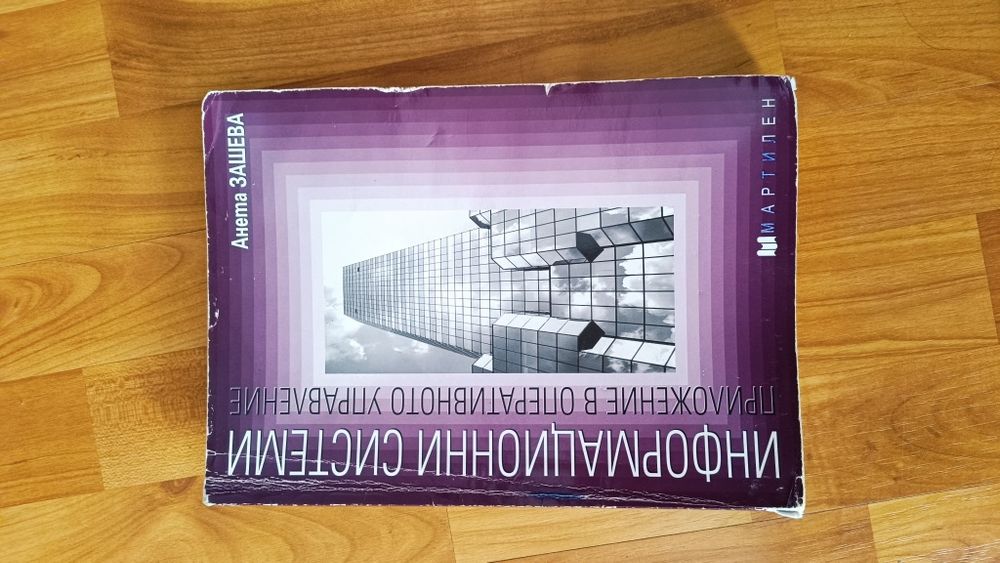 Анета ЗАШЕВА
ИНФОРМАЦИОННИ СИСТЕМИ
ПРИЛОЖЕНИЕ В ОПЕРАТИВНОТО УПРАВЛЕНИЕ
МАРТИЛЕН